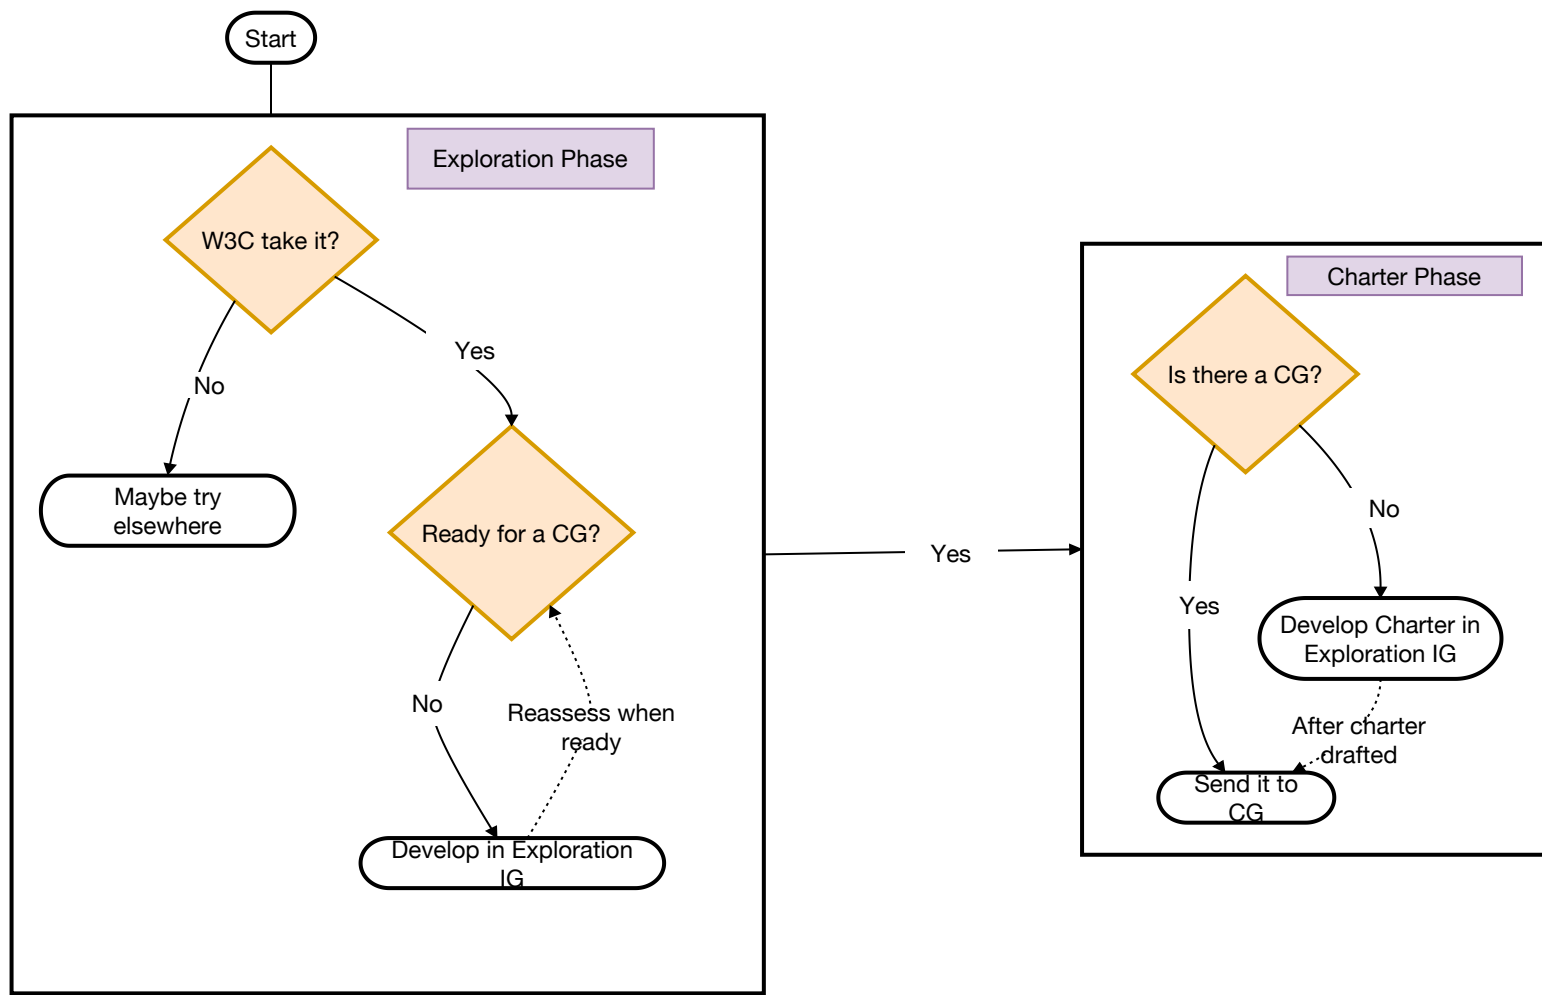 Start
Exploration Phase
W3C take it?
No
Yes
Maybe try
elsewhere
Ready for a CG?
No
Reassess when
ready
Develop in Exploration
IG
Yes
Charter Phase
Is there a CG?
No
Yes
Develop Charter in
Exploration IG
After charter
drafted
Send it to
CG